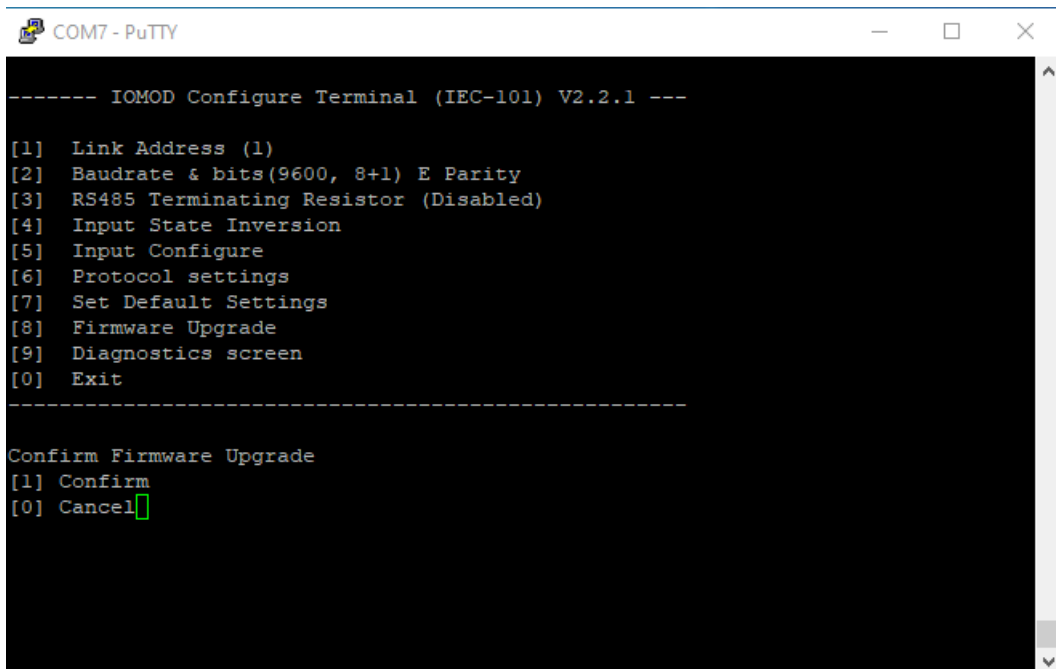 COM7 - PuTTY
------- IOMOD Configure Terminal (IEC-101) V2.2.1 ---
[1]  Link Address (1)
[2]  Baudrate & bits(9600, 8+1) E Parity
[3]  RS485 Terminating Resistor (Disabled)
[4]  Input State Inversion
[5]  Input Configure
[6]  Protocol settings
[7]  Set Default Settings
[8]  Firmware Upgrade
[9]  Diagnostics screen
[0]  Exit
-----------------------------------------------------
Confirm Firmware Upgrade
[1] Confirm
[0] Cancel